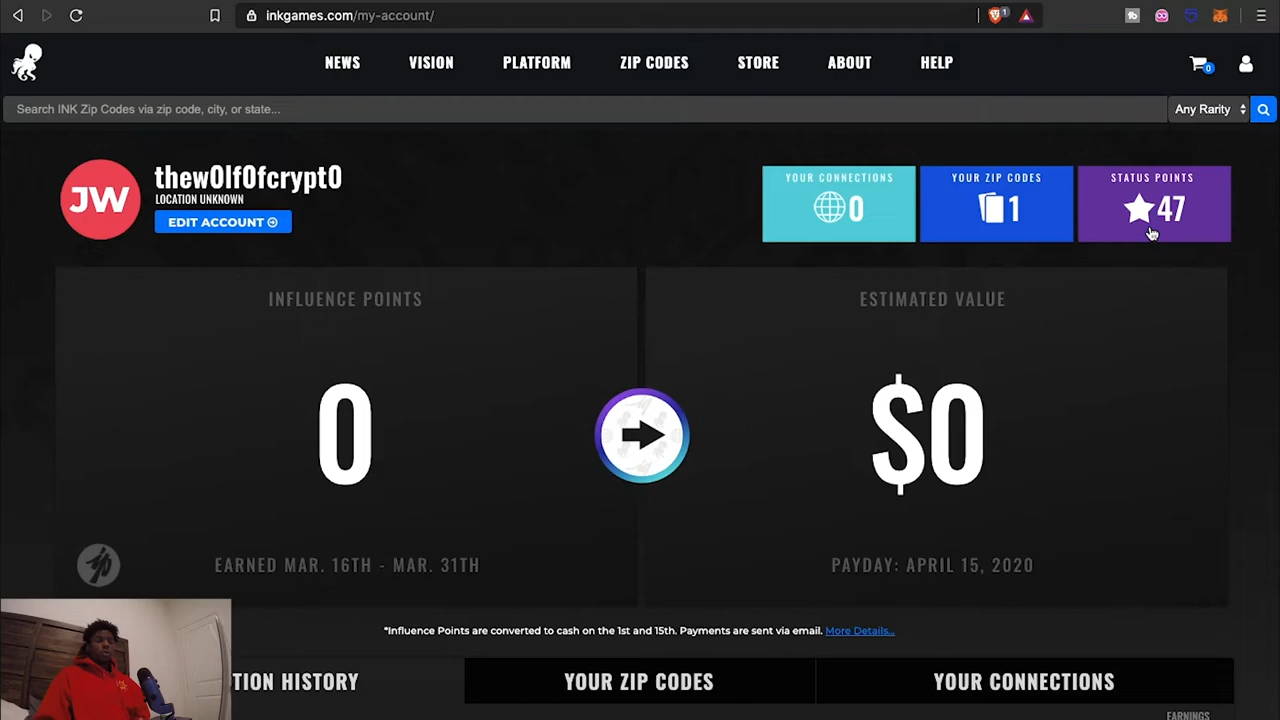 inkgames.com/my-account/
1
NEWS
VISION
PLATFORM
ZIP CODES
STORE
ABOUT
HELP
0
Search INK Zip Codes via zip code, city, or state...
Any Rarity
JW
thew0lf0fcrypt0
LOCATION UNKNOWN
EDIT ACCOUNT
YOUR CONNECTIONS
0
YOUR ZIP CODES
1
STATUS POINTS
47
INFLUENCE POINTS
0
EARNED MAR. 16TH - MAR. 31TH
ESTIMATED VALUE
$0
PAYDAY: APRIL 15, 2020
*Influence Points are converted to cash on the 1st and 15th. Payments are sent via email. More Details...
TION HISTORY
YOUR ZIP CODES
YOUR CONNECTIONS
EARNINGS